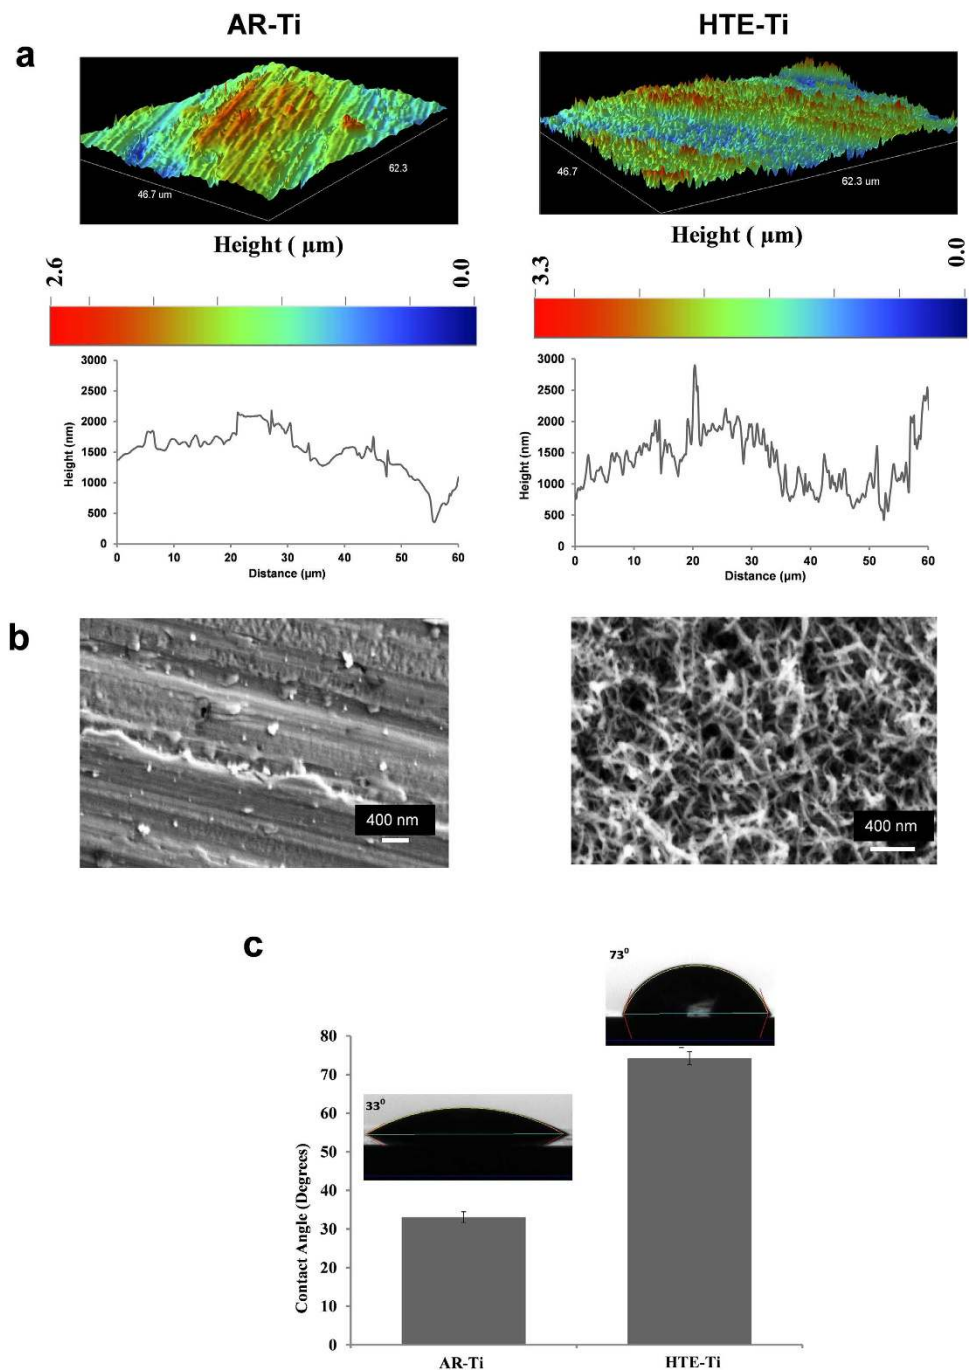 AR-Ti HTE-Ti
a
46.7 um 62.3
46.7 62.3 um
Height ( µm) Height ( µm)
2.6 0.0 3.3 0.0
3000
2500
2000
1500
1000
500
0
Height (nm)
0 10 20 30 40 50 60
Distance (µm)
3000
2500
2000
1500
1000
500
0
Height (nm)
0 10 20 30 40 50 60
Distance (µm)
b
400 nm 400 nm
c
73⁰
33⁰
80
70
60
50
40
30
20
10
0
Contact Angle (Degrees)
AR-Ti HTE-Ti